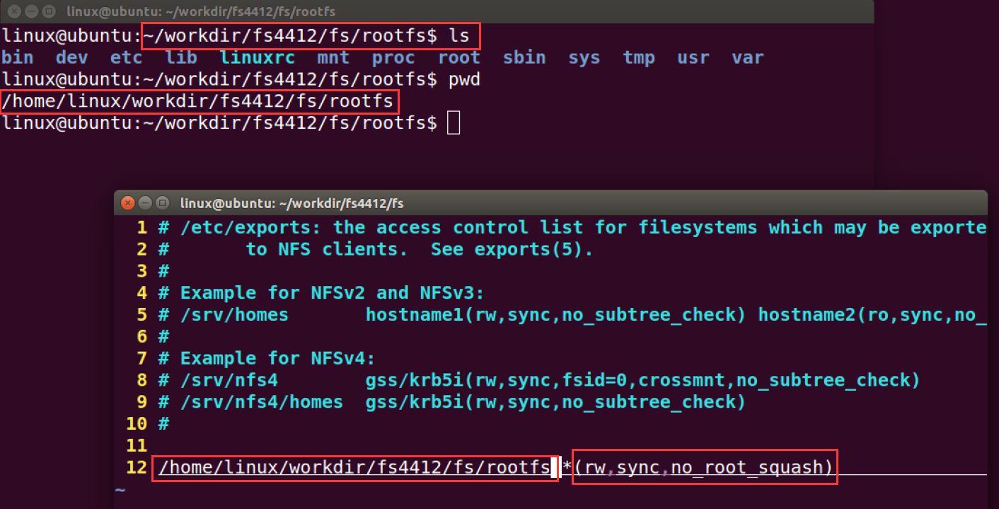 linux@ubuntu: ~/workdir/fs4412/fs/rootfs
linux@ubuntu:~/workdir/fs4412/fs/rootfs$ ls
bin  dev  etc  lib  linuxrc  mnt  proc  root  sbin  sys  tmp  usr  var
linux@ubuntu:~/workdir/fs4412/fs/rootfs$ pwd
/home/linux/workdir/fs4412/fs/rootfs
linux@ubuntu:~/workdir/fs4412/fs/rootfs$
linux@ubuntu: ~/workdir/fs4412/fs
1 # /etc/exports: the access control list for filesystems which may be exporte
2 #       to NFS clients.  See exports(5).
3 #
4 # Example for NFSv2 and NFSv3:
5 # /srv/homes       hostname1(rw,sync,no_subtree_check) hostname2(ro,sync,no_
6 #
7 # Example for NFSv4:
8 # /srv/nfs4        gss/krb5i(rw,sync,fsid=0,crossmnt,no_subtree_check)
9 # /srv/nfs4/homes  gss/krb5i(rw,sync,no_subtree_check)
10 #
11
12 /home/linux/workdir/fs4412/fs/rootfs *(rw,sync,no_root_squash)
~